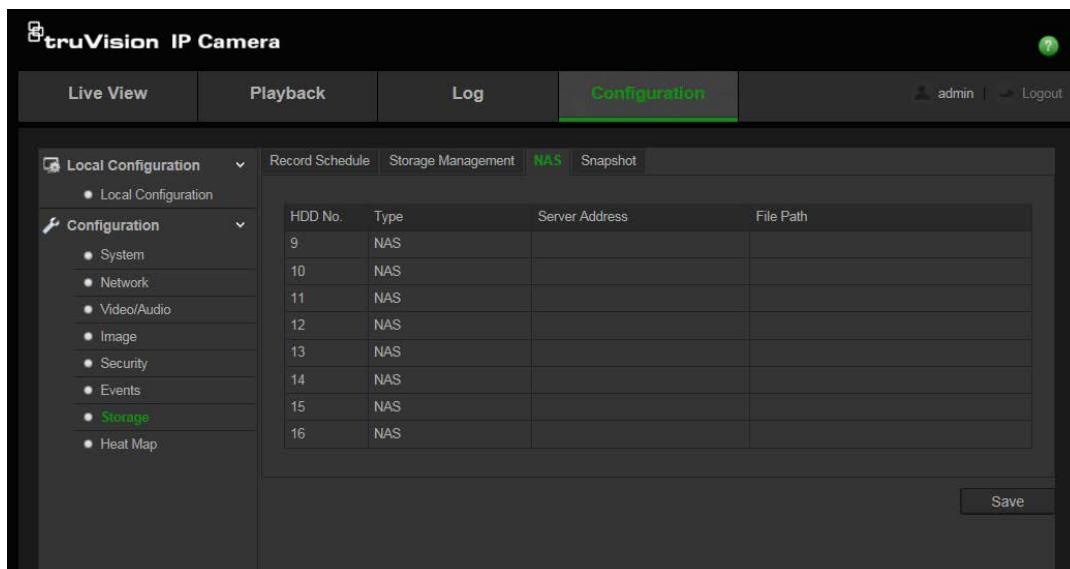 truVision IP Camera
?
Live View Playback Log Configuration admin Logout
Local Configuration
Local Configuration
Configuration
System
Network
Video/Audio
Image
Security
Events
Storage
Heat Map
Record Schedule Storage Management NAS Snapshot
HDD No. Type Server Address File Path
9 NAS
10 NAS
11 NAS
12 NAS
13 NAS
14 NAS
15 NAS
16 NAS
Save